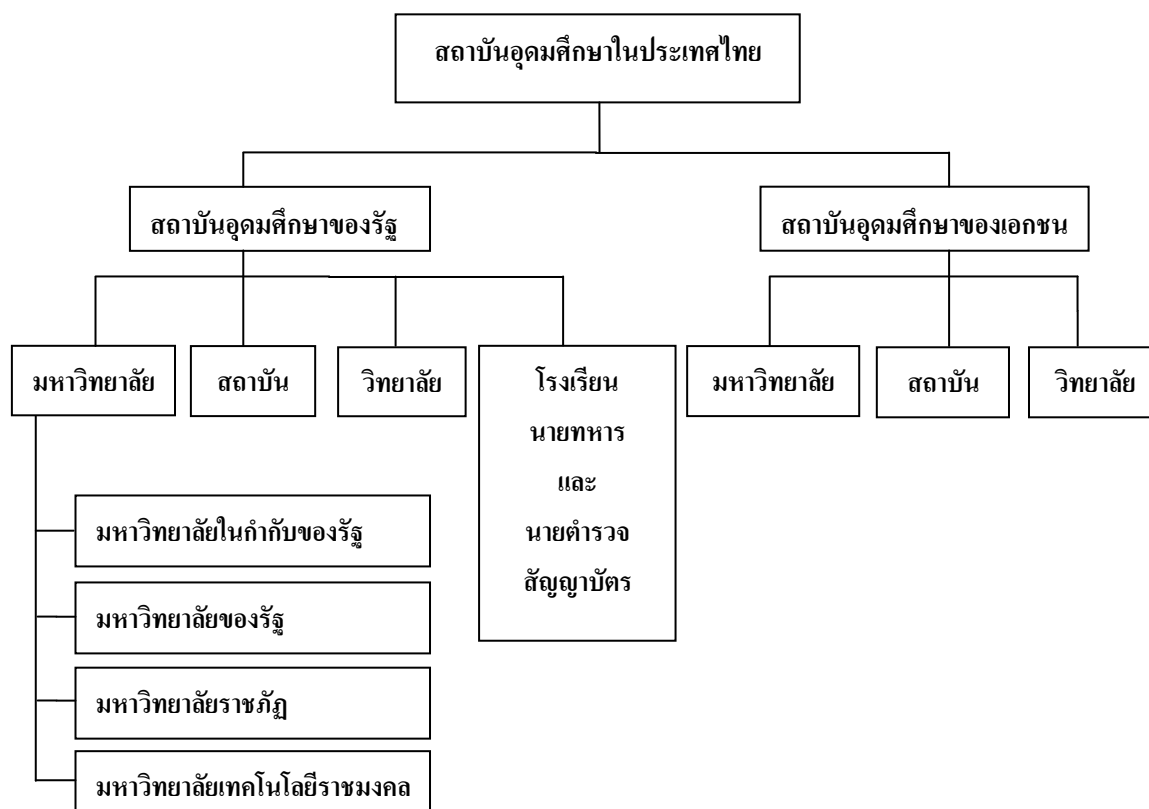 สถาบันอุดมศึกษาในประเทศไทย
สถาบันอุดมศึกษาของรัฐ
สถาบันอุดมศึกษาของเอกชน
มหาวิทยาลัย
สถาบัน
วิทยาลัย
โรงเรียน
นายทหาร
และ
นายตำรวจ
สัญญาบัตร
มหาวิทยาลัย
สถาบัน
วิทยาลัย
มหาวิทยาลัยในกำกับของรัฐ
มหาวิทยาลัยของรัฐ
มหาวิทยาลัยราชภัฏ
มหาวิทยาลัยเทคโนโลยีราชมงคล